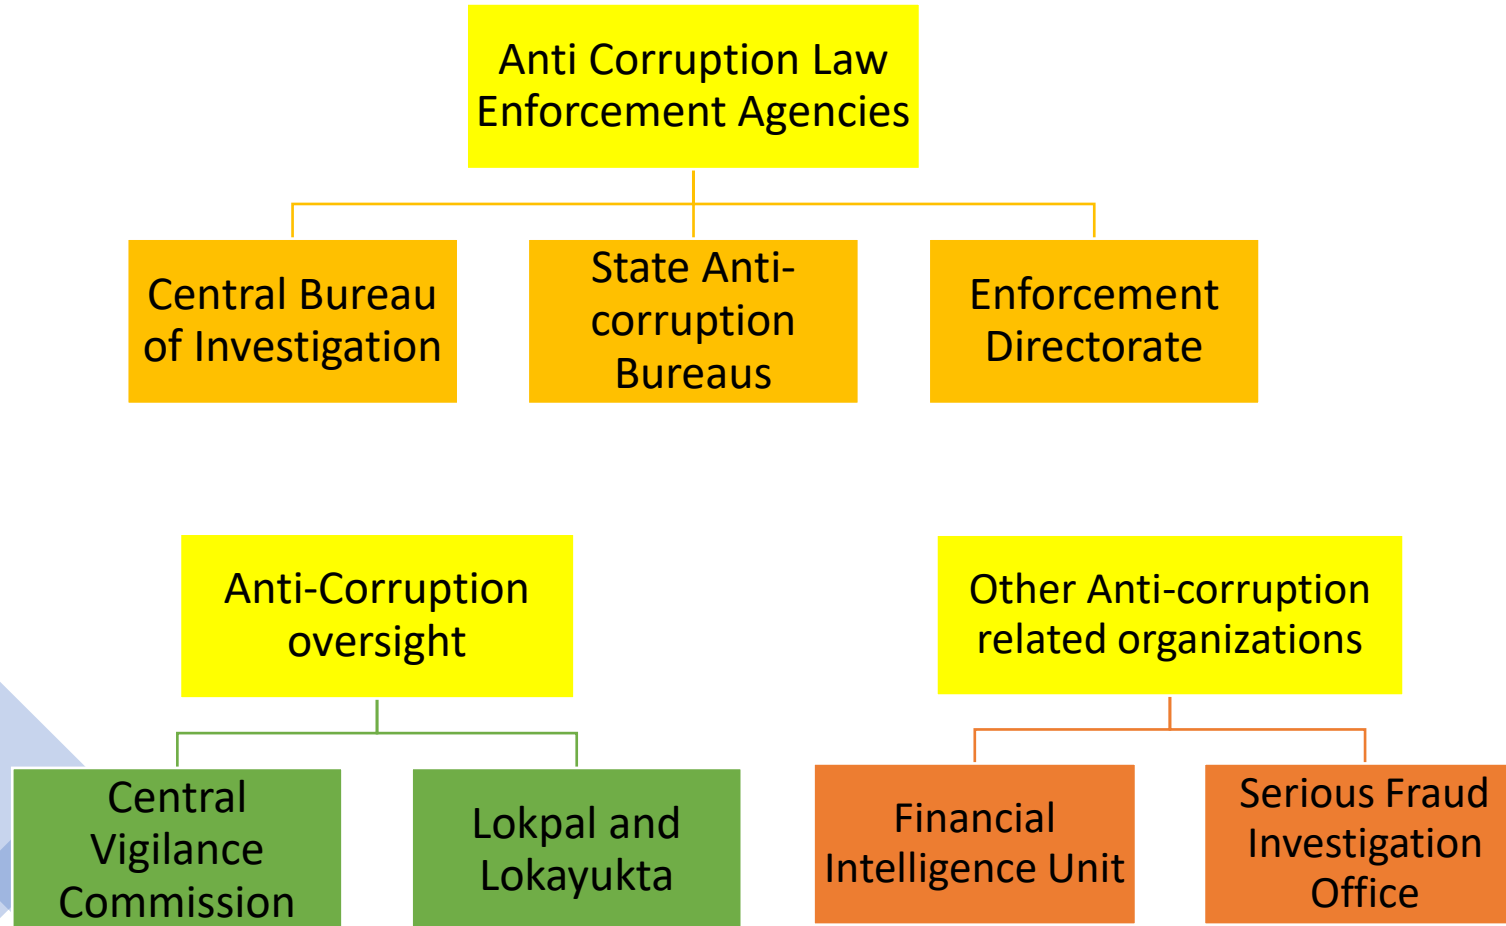 Anti Corruption Law
Enforcement Agencies
Central Bureau
of Investigation
State Anti-
corruption
Bureaus
Enforcement
Directorate
Anti-Corruption
oversight
Other Anti-corruption
related organizations
Central
Vigilance
Commission
Lokpal and
Lokayukta
Financial
Intelligence Unit
Serious Fraud
Investigation
Office